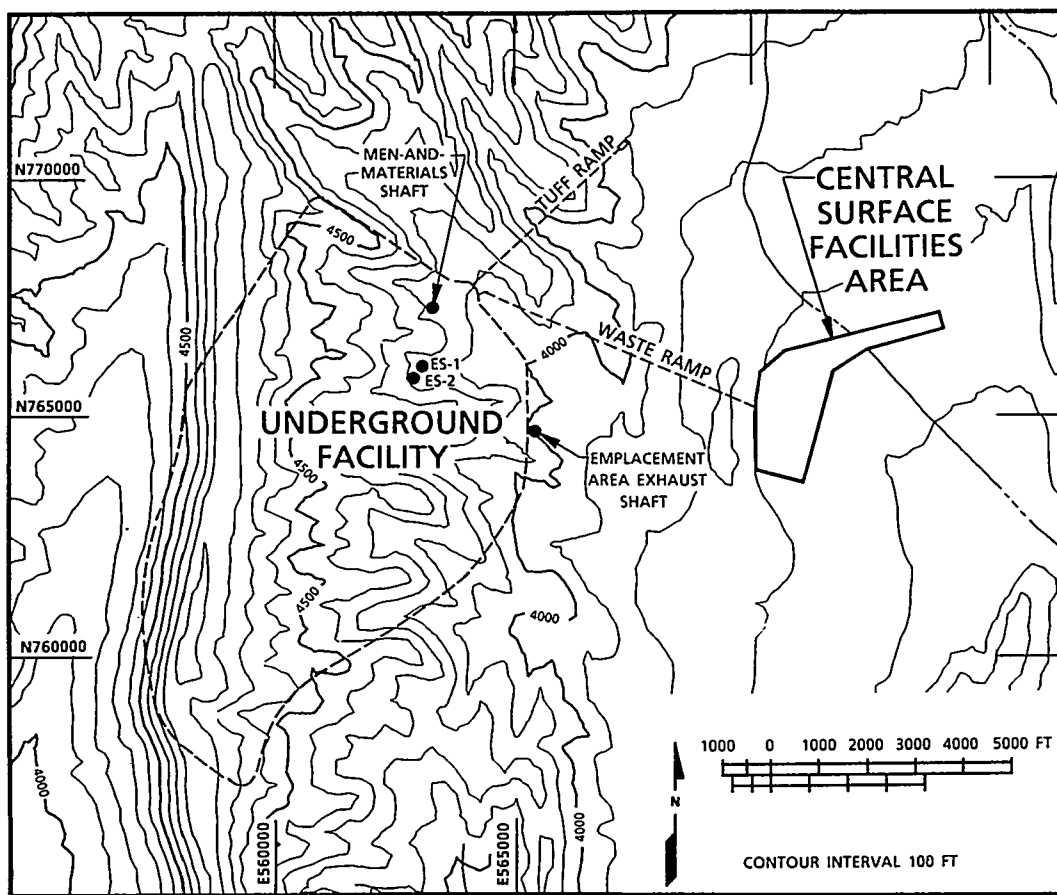 MEN-AND-
MATERIALS
SHAFT
N770000
TUFF RAMP
CENTRAL
SURFACE
FACILITIES
AREA
4500
4500
WASTE RAMP
4000
ES-1
ES-2
N765000
UNDERGROUND
FACILITY
4500
EMPLACEMENT
AREA EXHAUST
SHAFT
4500
4000
N760000
4000
4000
E560000
E565000
1000 0 1000 2000 3000 4000 5000 FT
N
CONTOUR INTERVAL 100 FT